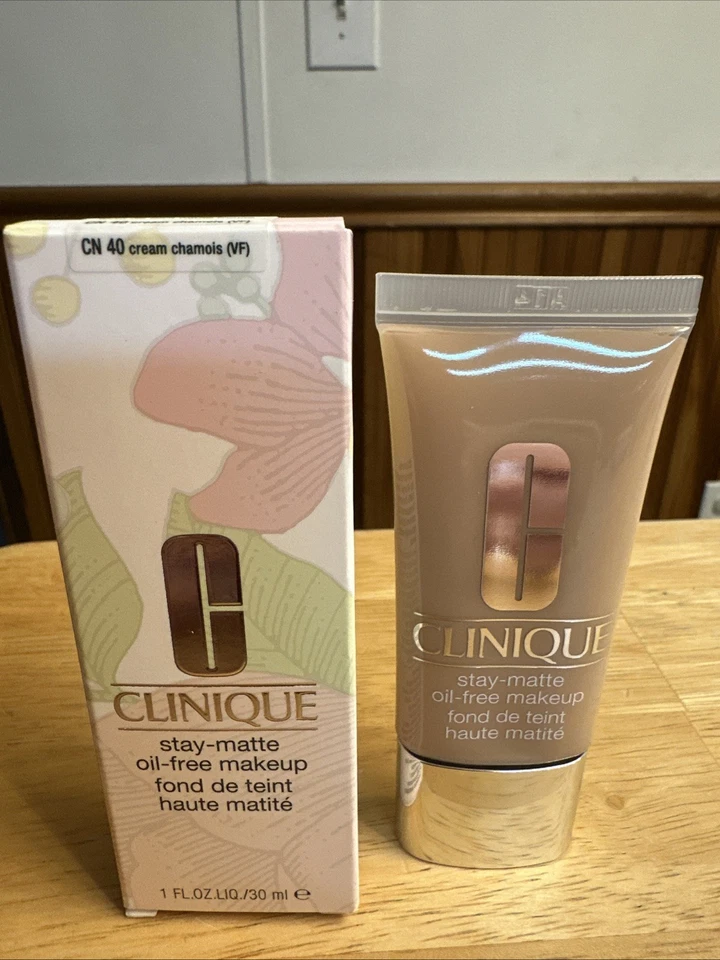 CN 40 cream chamois (VF)
CLINIQUE
stay-matte
oil-free makeup
fond de teint
haute matité
1 FL.OZ.LIQ./30 ml ℮
CLINIQUE
stay-matte
oil-free makeup
fond de teint
haute matité